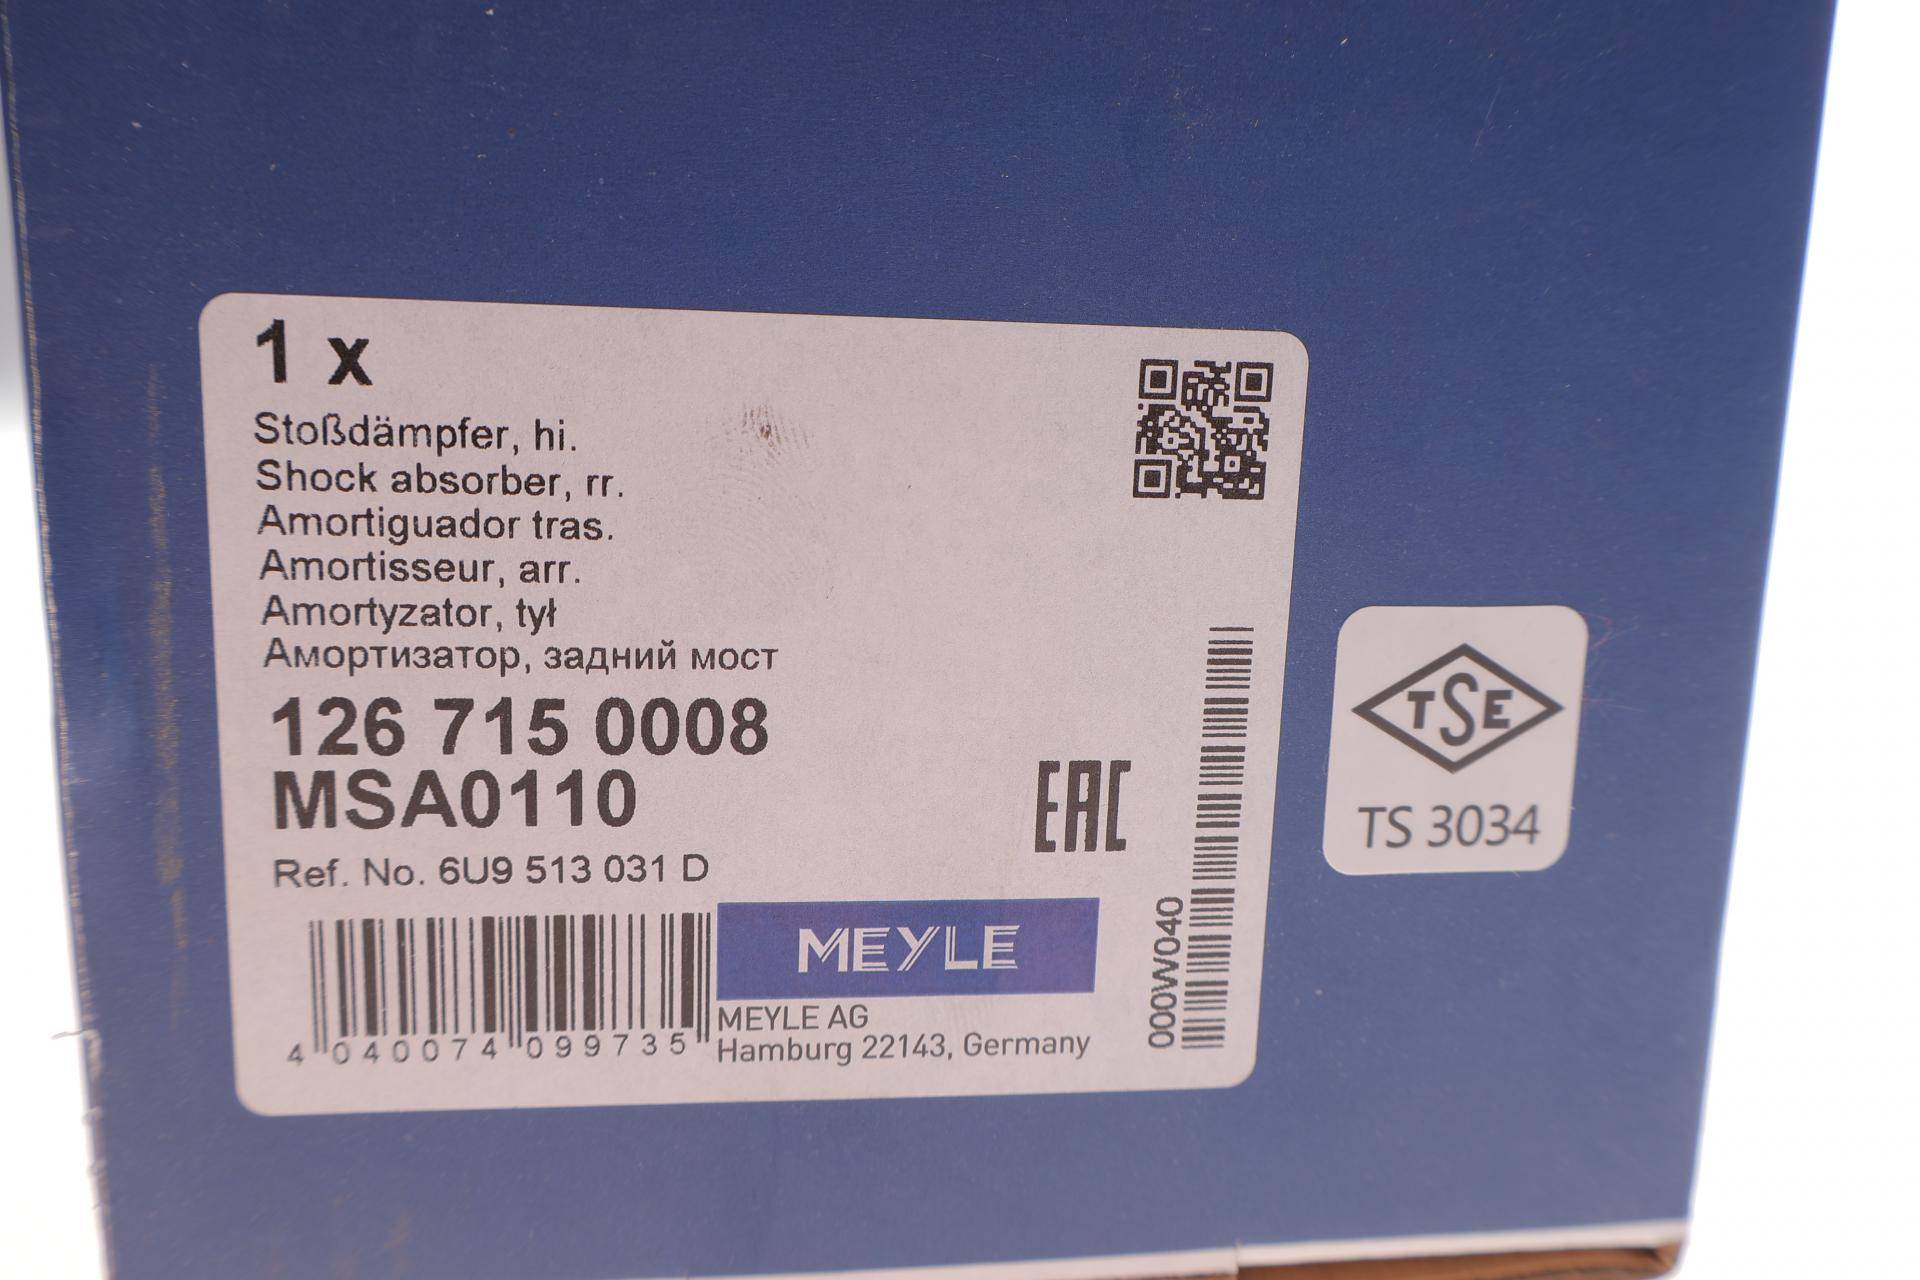 1 x
Stoßdämpfer, hi.
Shock absorber, rr.
Amortiguador tras.
Amortisseur, arr.
Amortyzator, tył
Амортизатор, задний мост
126 715 0008
MSA0110
Ref. No. 6U9 513 031 D
EAC
4 040074 099735
MEYLE
MEYLE AG
Hamburg 22143, Germany
000W040
TSE
TS 3034